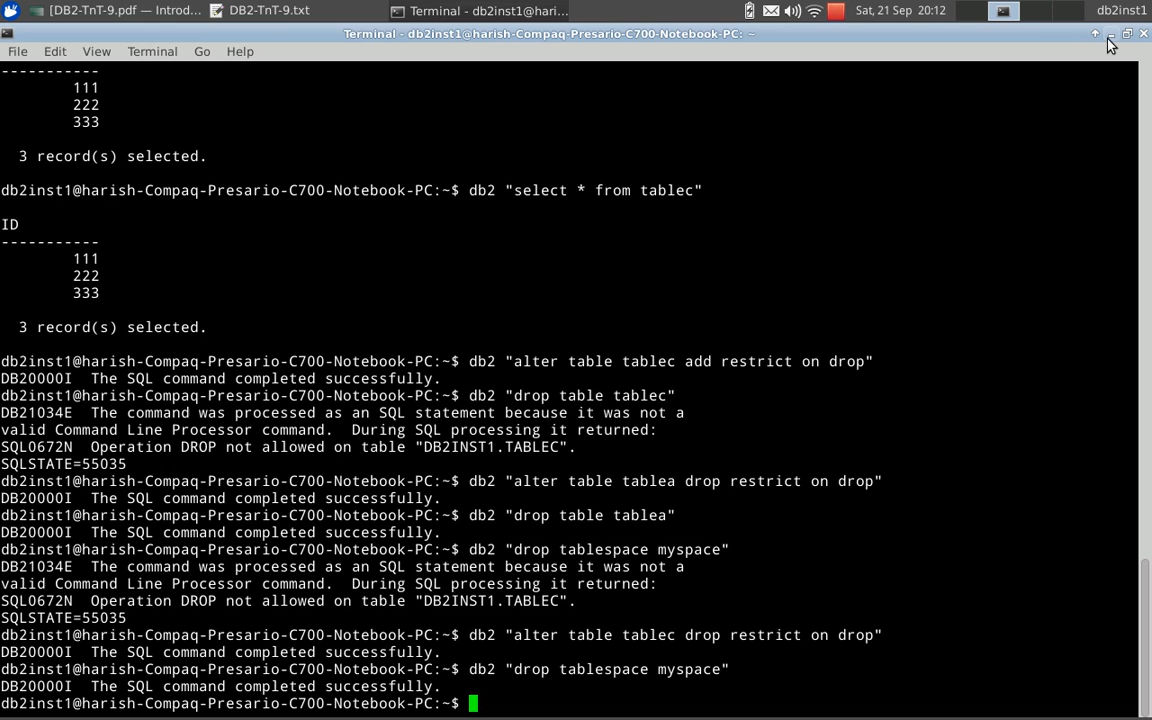 [DB2-TnT-9.pdf — Introd... DB2-TnT-9.txt Terminal - db2inst1@hari... Sat, 21 Sep 20:12 db2inst1
Terminal - db2inst1@harish-Compaq-Presario-C700-Notebook-PC: ~
File Edit View Terminal Go Help
-----------
111
222
333
3 record(s) selected.
db2inst1@harish-Compaq-Presario-C700-Notebook-PC:~$ db2 "select * from tablec"
ID
-----------
111
222
333
3 record(s) selected.
db2inst1@harish-Compaq-Presario-C700-Notebook-PC:~$ db2 "alter table tablec add restrict on drop"
DB20000I  The SQL command completed successfully.
db2inst1@harish-Compaq-Presario-C700-Notebook-PC:~$ db2 "drop table tablec"
DB21034E  The command was processed as an SQL statement because it was not a
valid Command Line Processor command.  During SQL processing it returned:
SQL0672N  Operation DROP not allowed on table "DB2INST1.TABLEC".
SQLSTATE=55035
db2inst1@harish-Compaq-Presario-C700-Notebook-PC:~$ db2 "alter table tablea drop restrict on drop"
DB20000I  The SQL command completed successfully.
db2inst1@harish-Compaq-Presario-C700-Notebook-PC:~$ db2 "drop table tablea"
DB20000I  The SQL command completed successfully.
db2inst1@harish-Compaq-Presario-C700-Notebook-PC:~$ db2 "drop tablespace myspace"
DB21034E  The command was processed as an SQL statement because it was not a
valid Command Line Processor command.  During SQL processing it returned:
SQL0672N  Operation DROP not allowed on table "DB2INST1.TABLEC".
SQLSTATE=55035
db2inst1@harish-Compaq-Presario-C700-Notebook-PC:~$ db2 "alter table tablec drop restrict on drop"
DB20000I  The SQL command completed successfully.
db2inst1@harish-Compaq-Presario-C700-Notebook-PC:~$ db2 "drop tablespace myspace"
DB20000I  The SQL command completed successfully.
db2inst1@harish-Compaq-Presario-C700-Notebook-PC:~$